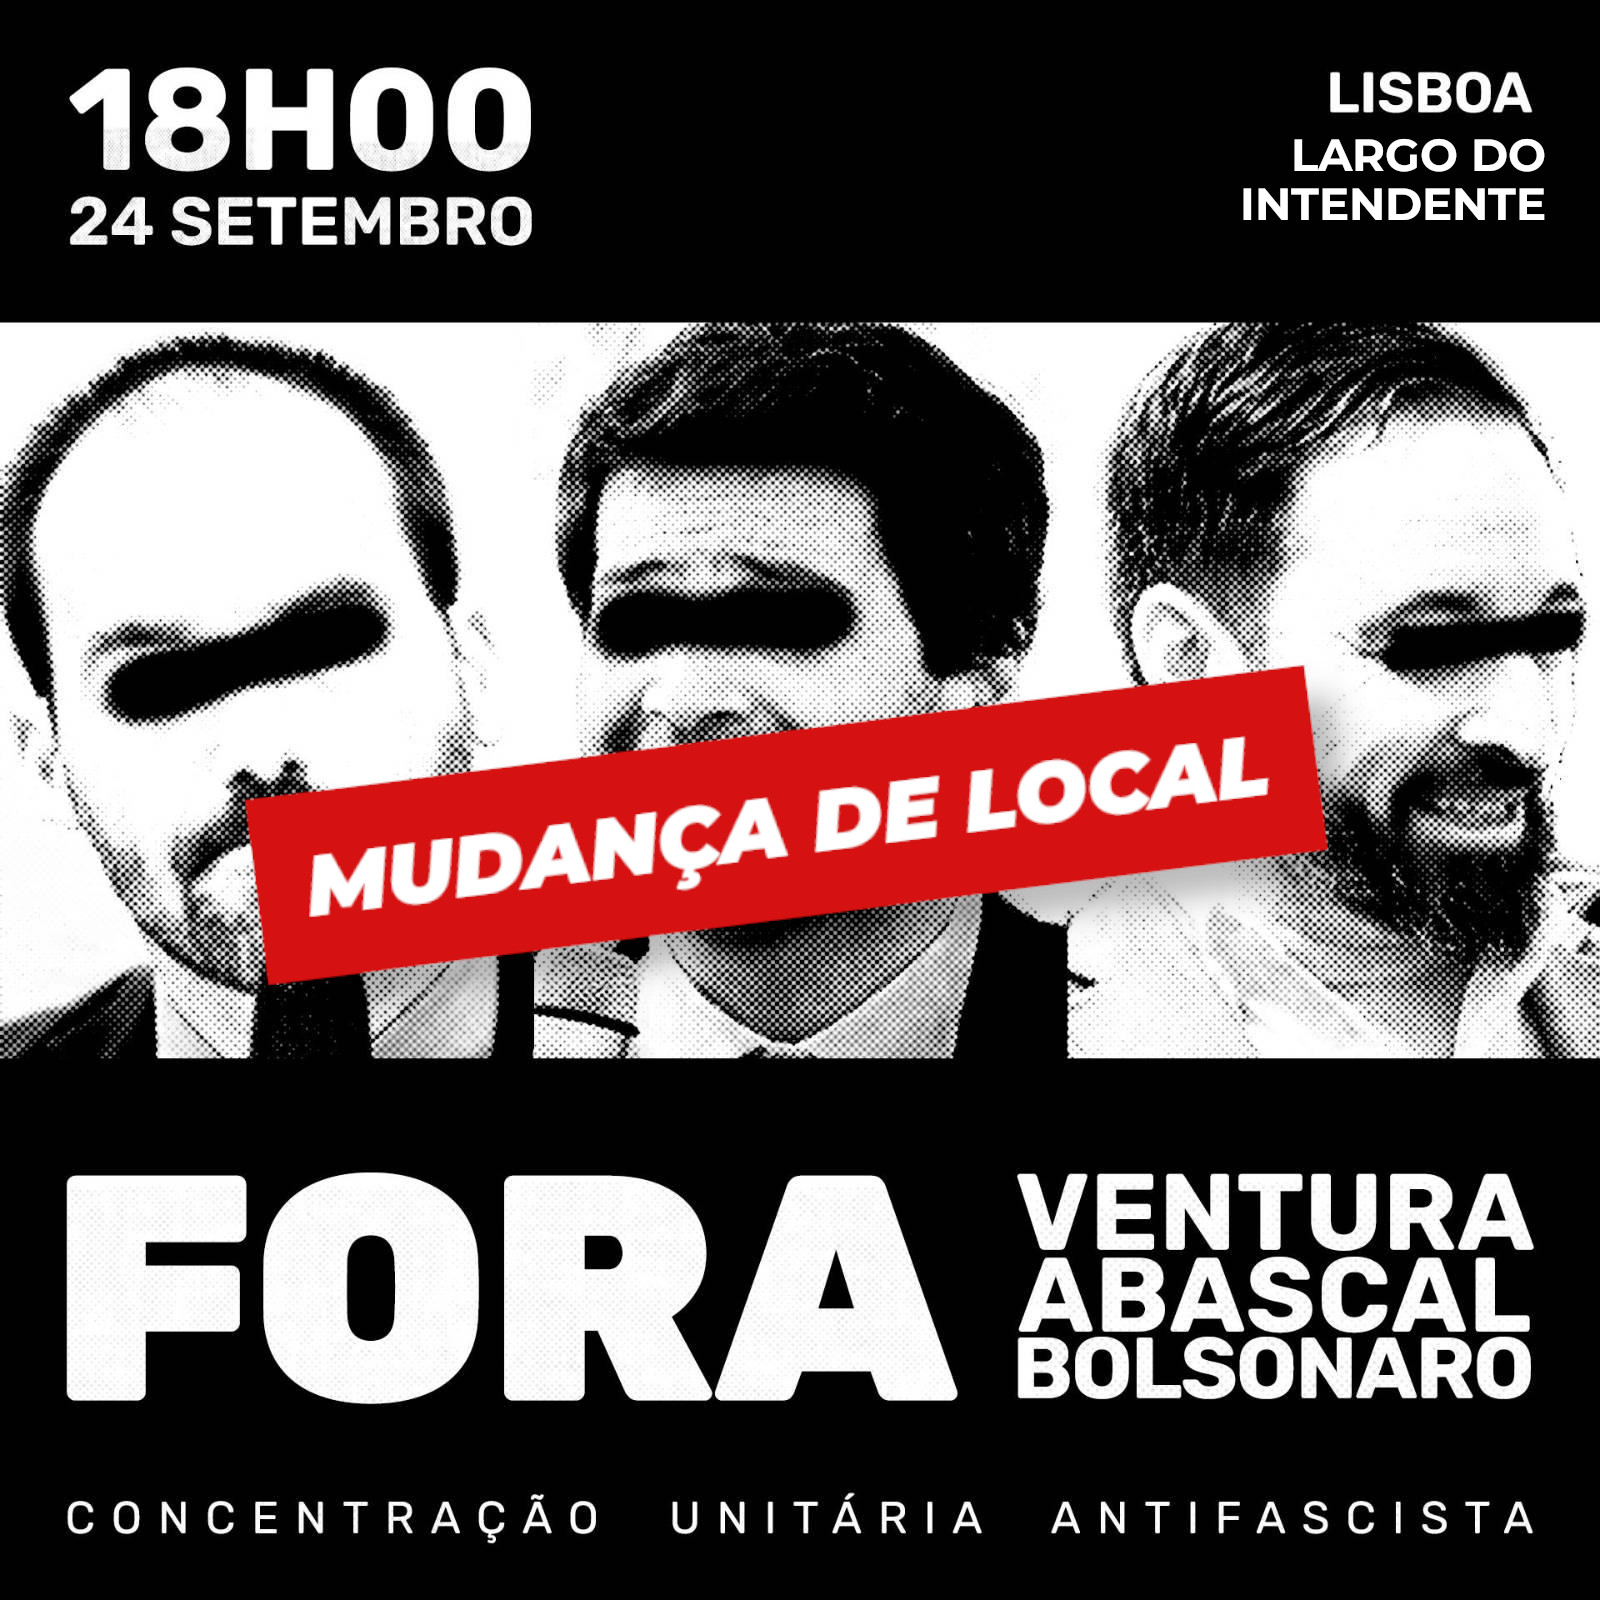 18H00
24 SETEMBRO
LISBOA
LARGO DO
INTENDENTE
MUDANÇA DE LOCAL
FORA
VENTURA
ABASCAL
BOLSONARO
CONCENTRAÇÃO UNITÁRIA ANTIFASCISTA